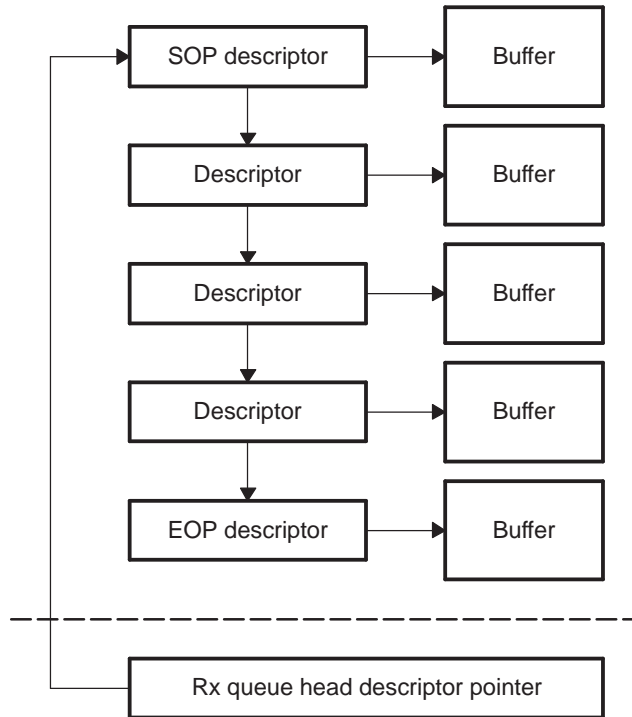 SOP descriptor
Buffer
Descriptor
Buffer
Descriptor
Buffer
Descriptor
Buffer
EOP descriptor
Buffer
Rx queue head descriptor pointer